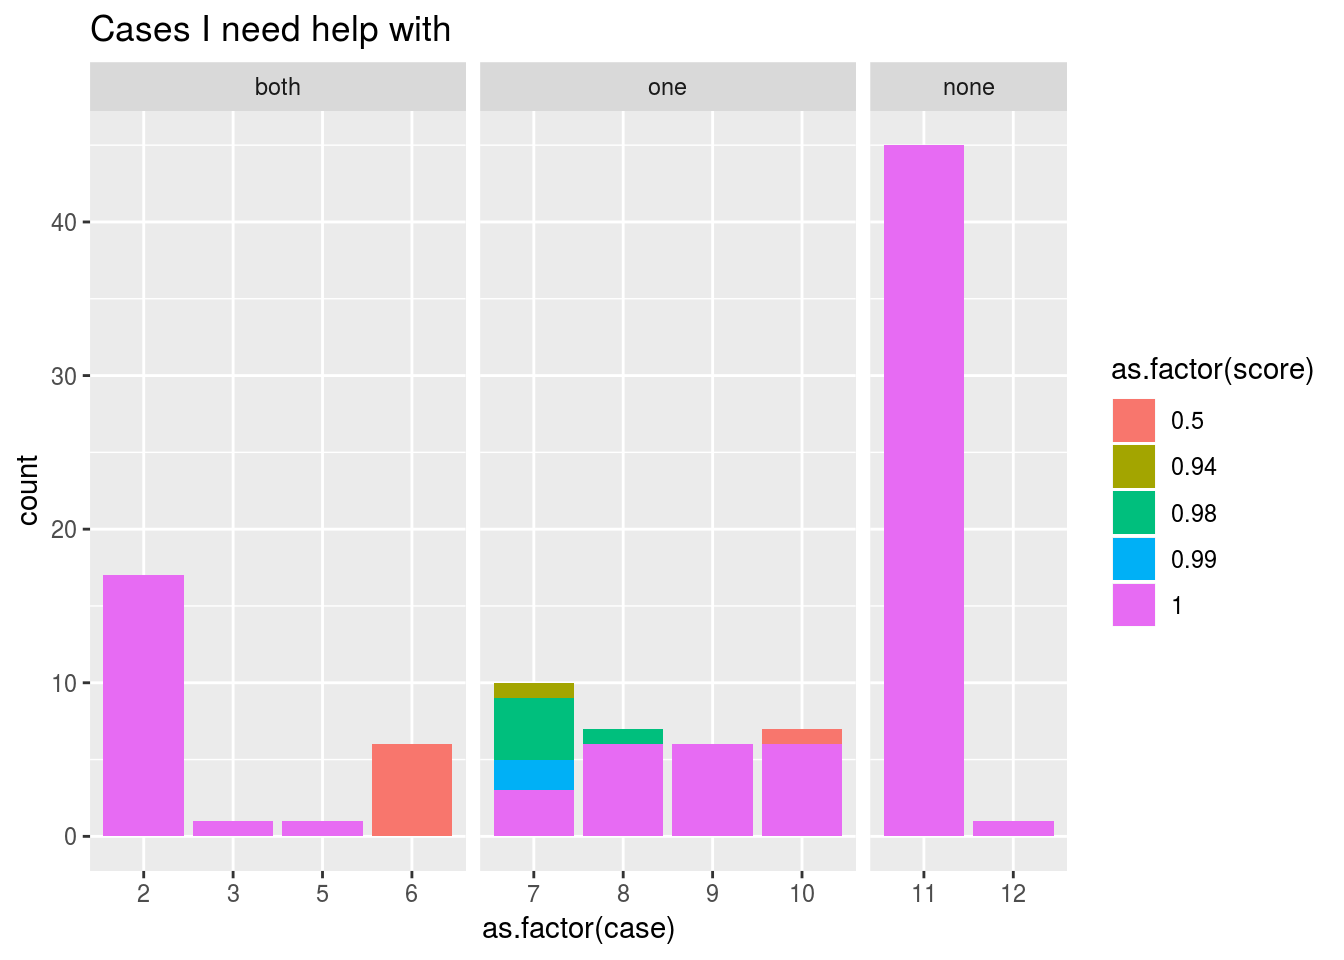 Cases I need help with
both one none
40
30
20
10
0
count
2 3 5 6 7 8 9 10 11 12
as.factor(case)
as.factor(score)
0.5
0.94
0.98
0.99
1